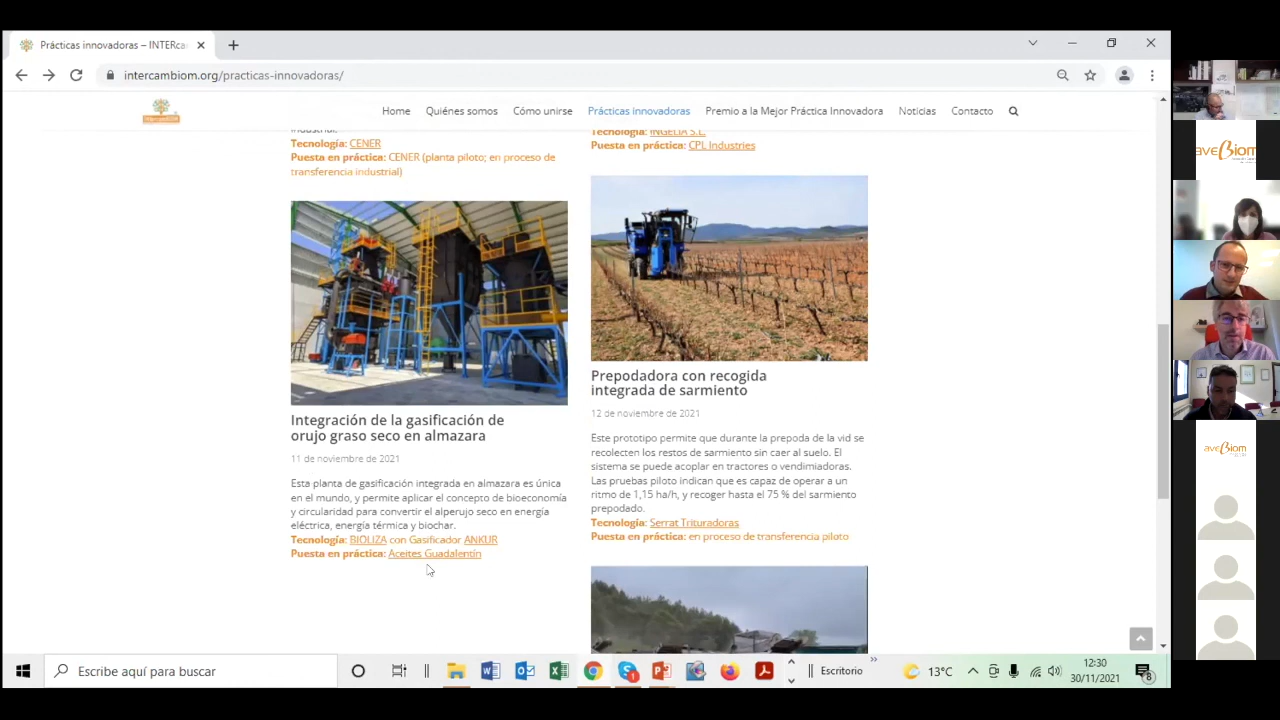 Prácticas innovadoras – INTERca
intercambiom.org/practicas-innovadoras/
Home Quiénes somos Cómo unirse Prácticas innovadoras Premio a la Mejor Práctica Innovadora Noticias Contacto
industrial.
Tecnología: CENER
Puesta en práctica: CENER (planta piloto; en proceso de
transferencia industrial)
Integración de la gasificación de
orujo graso seco en almazara
11 de noviembre de 2021
Esta planta de gasificación integrada en almazara es única
en el mundo, y permite aplicar el concepto de bioeconomía
y circularidad para convertir el alperujo seco en energía
eléctrica, energía térmica y biochar.
Tecnología: BIOLIZA con Gasificador ANKUR
Puesta en práctica: Aceites Guadalentín
Tecnología: INGELIA S.L.
Puesta en práctica: CPL Industries
Prepodadora con recogida
integrada de sarmiento
12 de noviembre de 2021
Este prototipo permite que durante la prepoda de la vid se
recolecten los restos de sarmiento sin caer al suelo. El
sistema se puede acoplar en tractores o vendimiadoras.
Las pruebas piloto indican que es capaz de operar a un
ritmo de 1,15 ha/h, y recoger hasta el 75 % del sarmiento
prepodado.
Tecnología: Serrat Trituradoras
Puesta en práctica: en proceso de transferencia piloto
aveBiom
aveBiom
Escribe aquí para buscar
Escritorio
13°C
12:30
30/11/2021
8